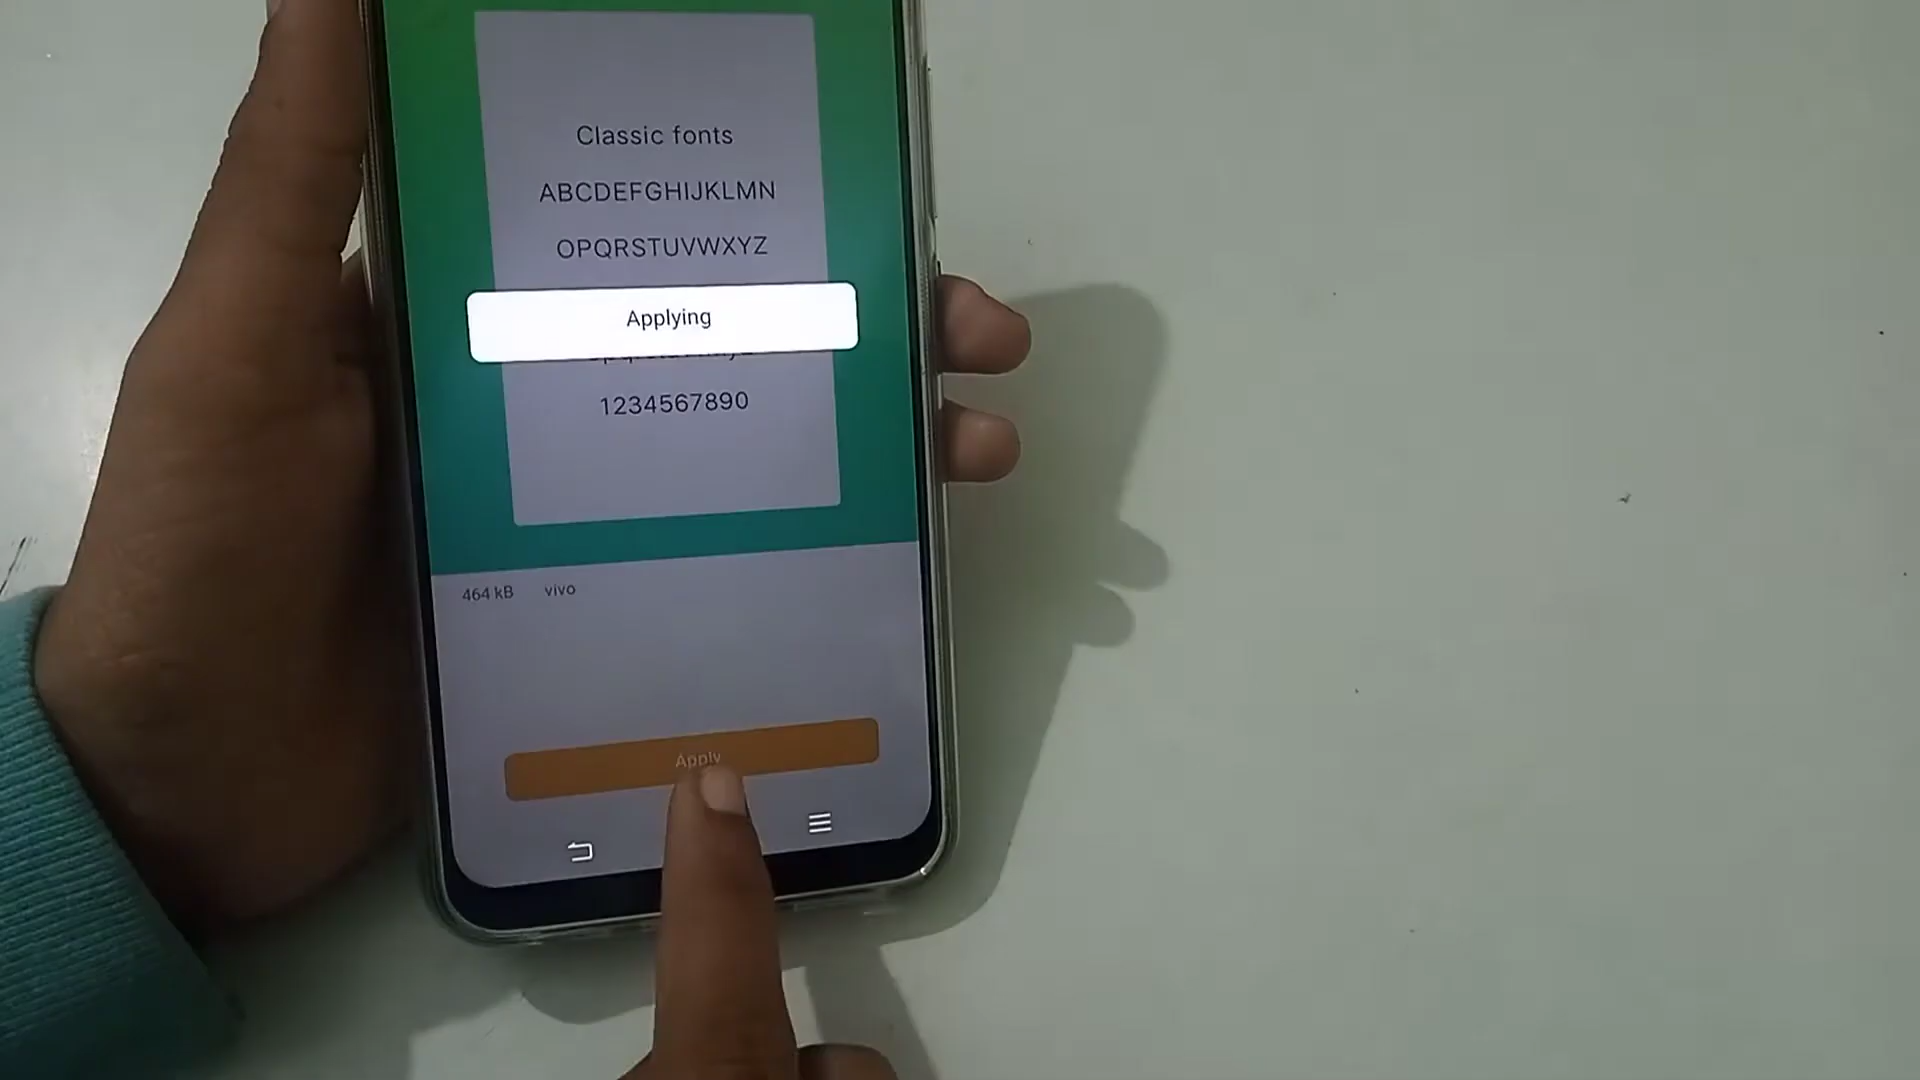 Classic fonts
ABCDEFGHIJKLMN
OPQRSTUVWXYZ
Applying
1234567890
464 kB vivo
Apply